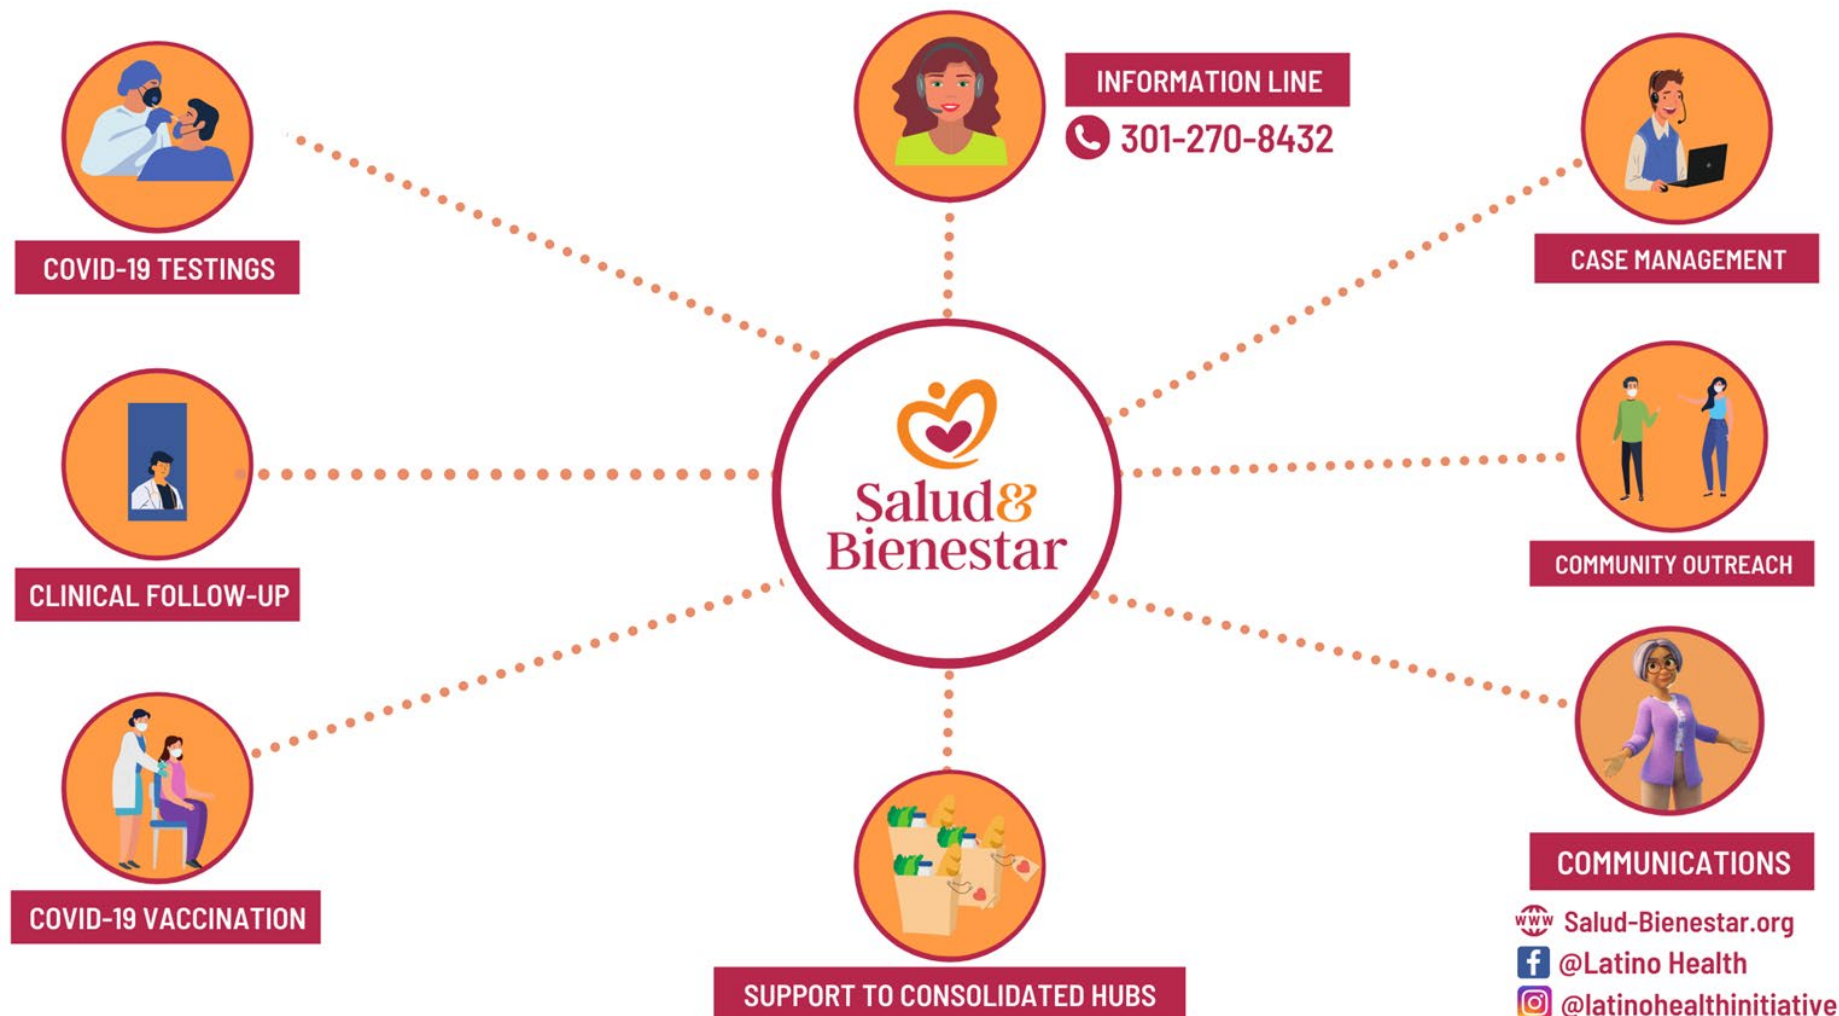 INFORMATION LINE
301-270-8432
COVID-19 TESTINGS
CASE MANAGEMENT
Salud&
Bienestar
CLINICAL FOLLOW-UP
COMMUNITY OUTREACH
COVID-19 VACCINATION
SUPPORT TO CONSOLIDATED HUBS
COMMUNICATIONS
www Salud-Bienestar.org
f @Latino Health
@latinohealthinitiative